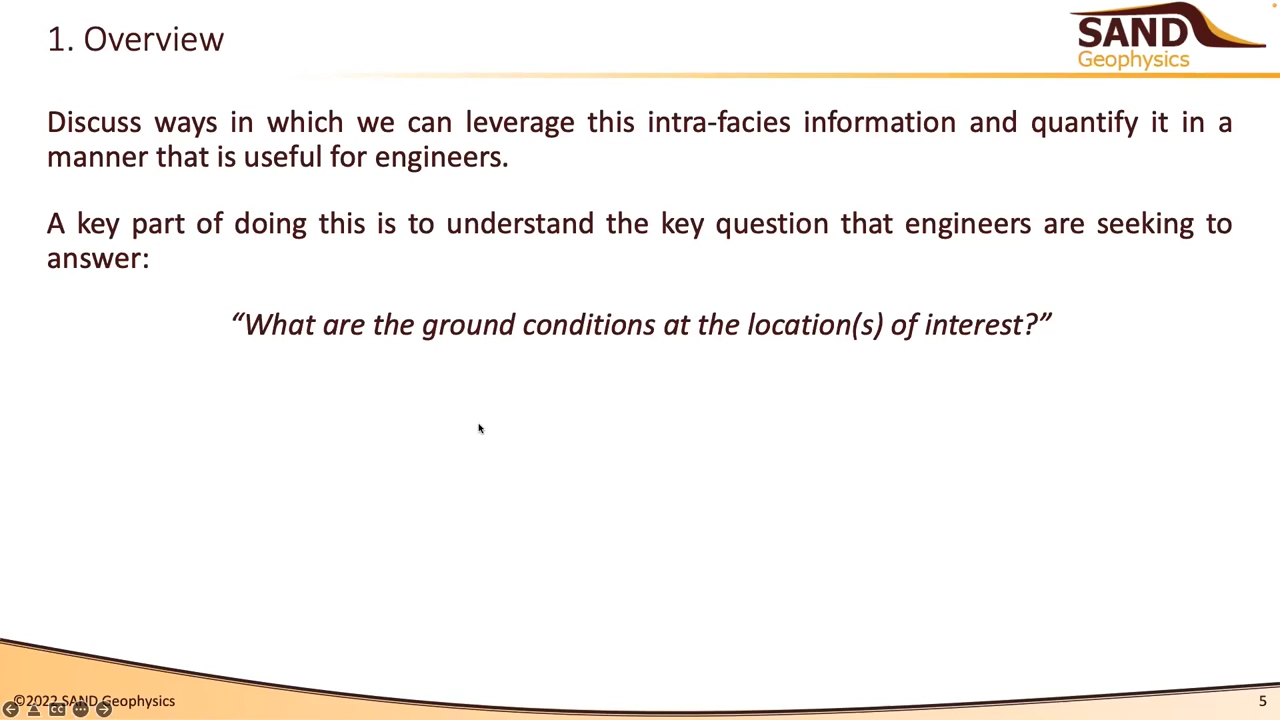 1. Overview
SAND
Geophysics
Discuss ways in which we can leverage this intra-facies information and quantify it in a
manner that is useful for engineers.
A key part of doing this is to understand the key question that engineers are seeking to
answer:
“What are the ground conditions at the location(s) of interest?”
©2022 SAND Geophysics
CC
5